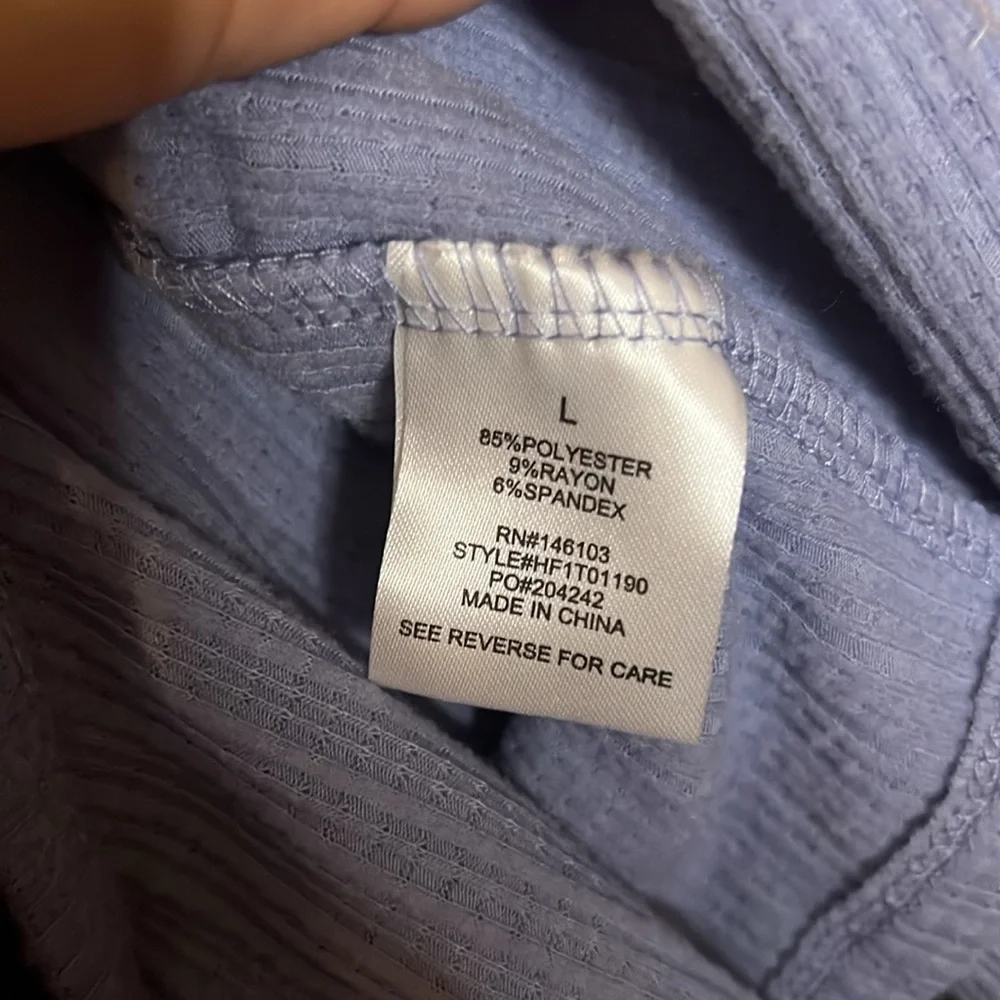 L
85%POLYESTER
9%RAYON
6%SPANDEX
RN#146103
STYLE#HF1T01190
PO#204242
MADE IN CHINA
SEE REVERSE FOR CARE